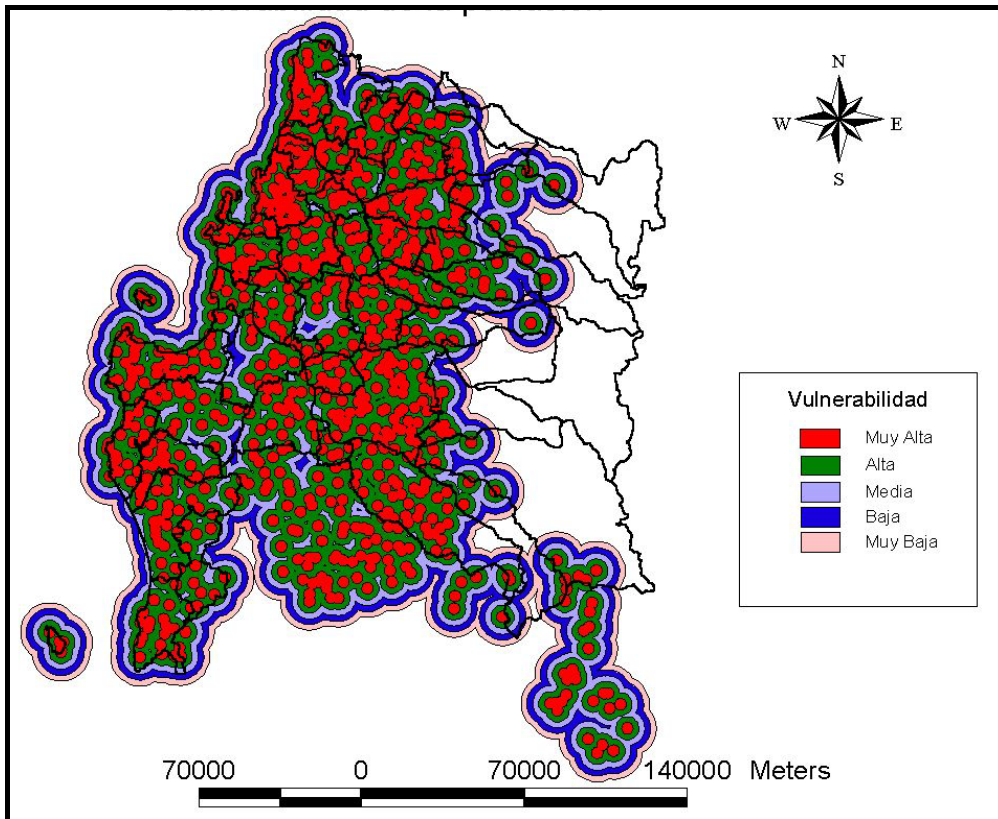 N
W E
S
Vulnerabilidad
Muy Alta
Alta
Media
Baja
Muy Baja
70000 0 70000 140000 Meters